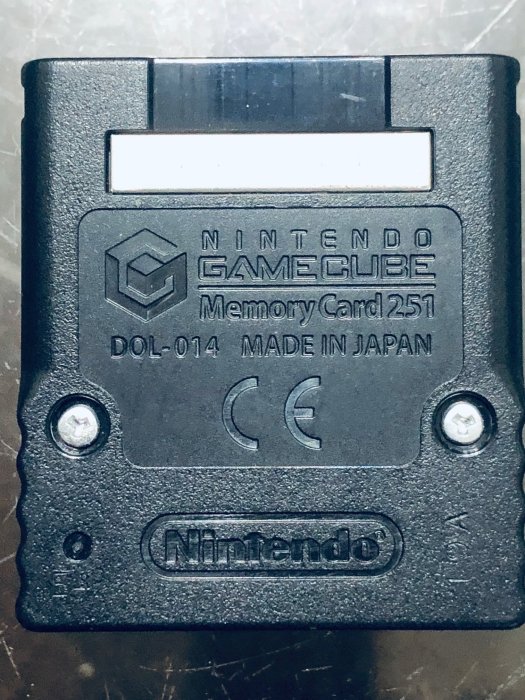 NINTENDO
GAMECUBE
Memory Card 251
DOL-014 MADE IN JAPAN
CE
Nintendo®